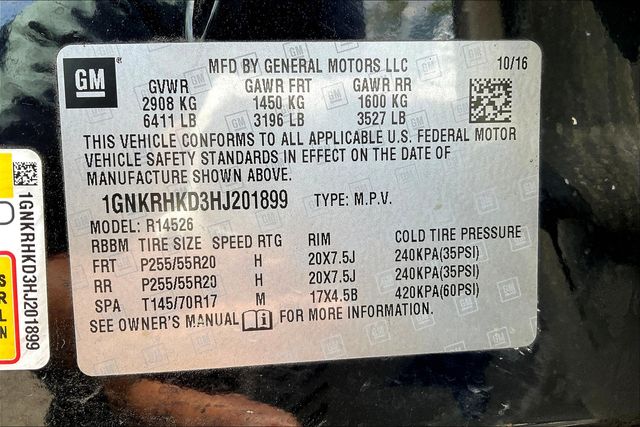 GM
MFD BY GENERAL MOTORS LLC 10/16
GVWR GAWR FRT GAWR RR
2908 KG 1450 KG 1600 KG
6411 LB 3196 LB 3527 LB
THIS VEHICLE CONFORMS TO ALL APPLICABLE U.S. FEDERAL MOTOR
VEHICLE SAFETY STANDARDS IN EFFECT ON THE DATE OF
MANUFACTURE SHOWN ABOVE.
1GNKRHKD3HJ201899 TYPE: M.P.V.
MODEL: R14526
RBBM TIRE SIZE SPEED RTG RIM COLD TIRE PRESSURE
FRT P255/55R20 H 20X7.5J 240KPA(35PSI)
RR P255/55R20 H 20X7.5J 240KPA(35PSI)
SPA T145/70R17 M 17X4.5B 420KPA(60PSI)
SEE OWNER'S MANUAL FOR MORE INFORMATION.
1GNKRHKD3HJ201899